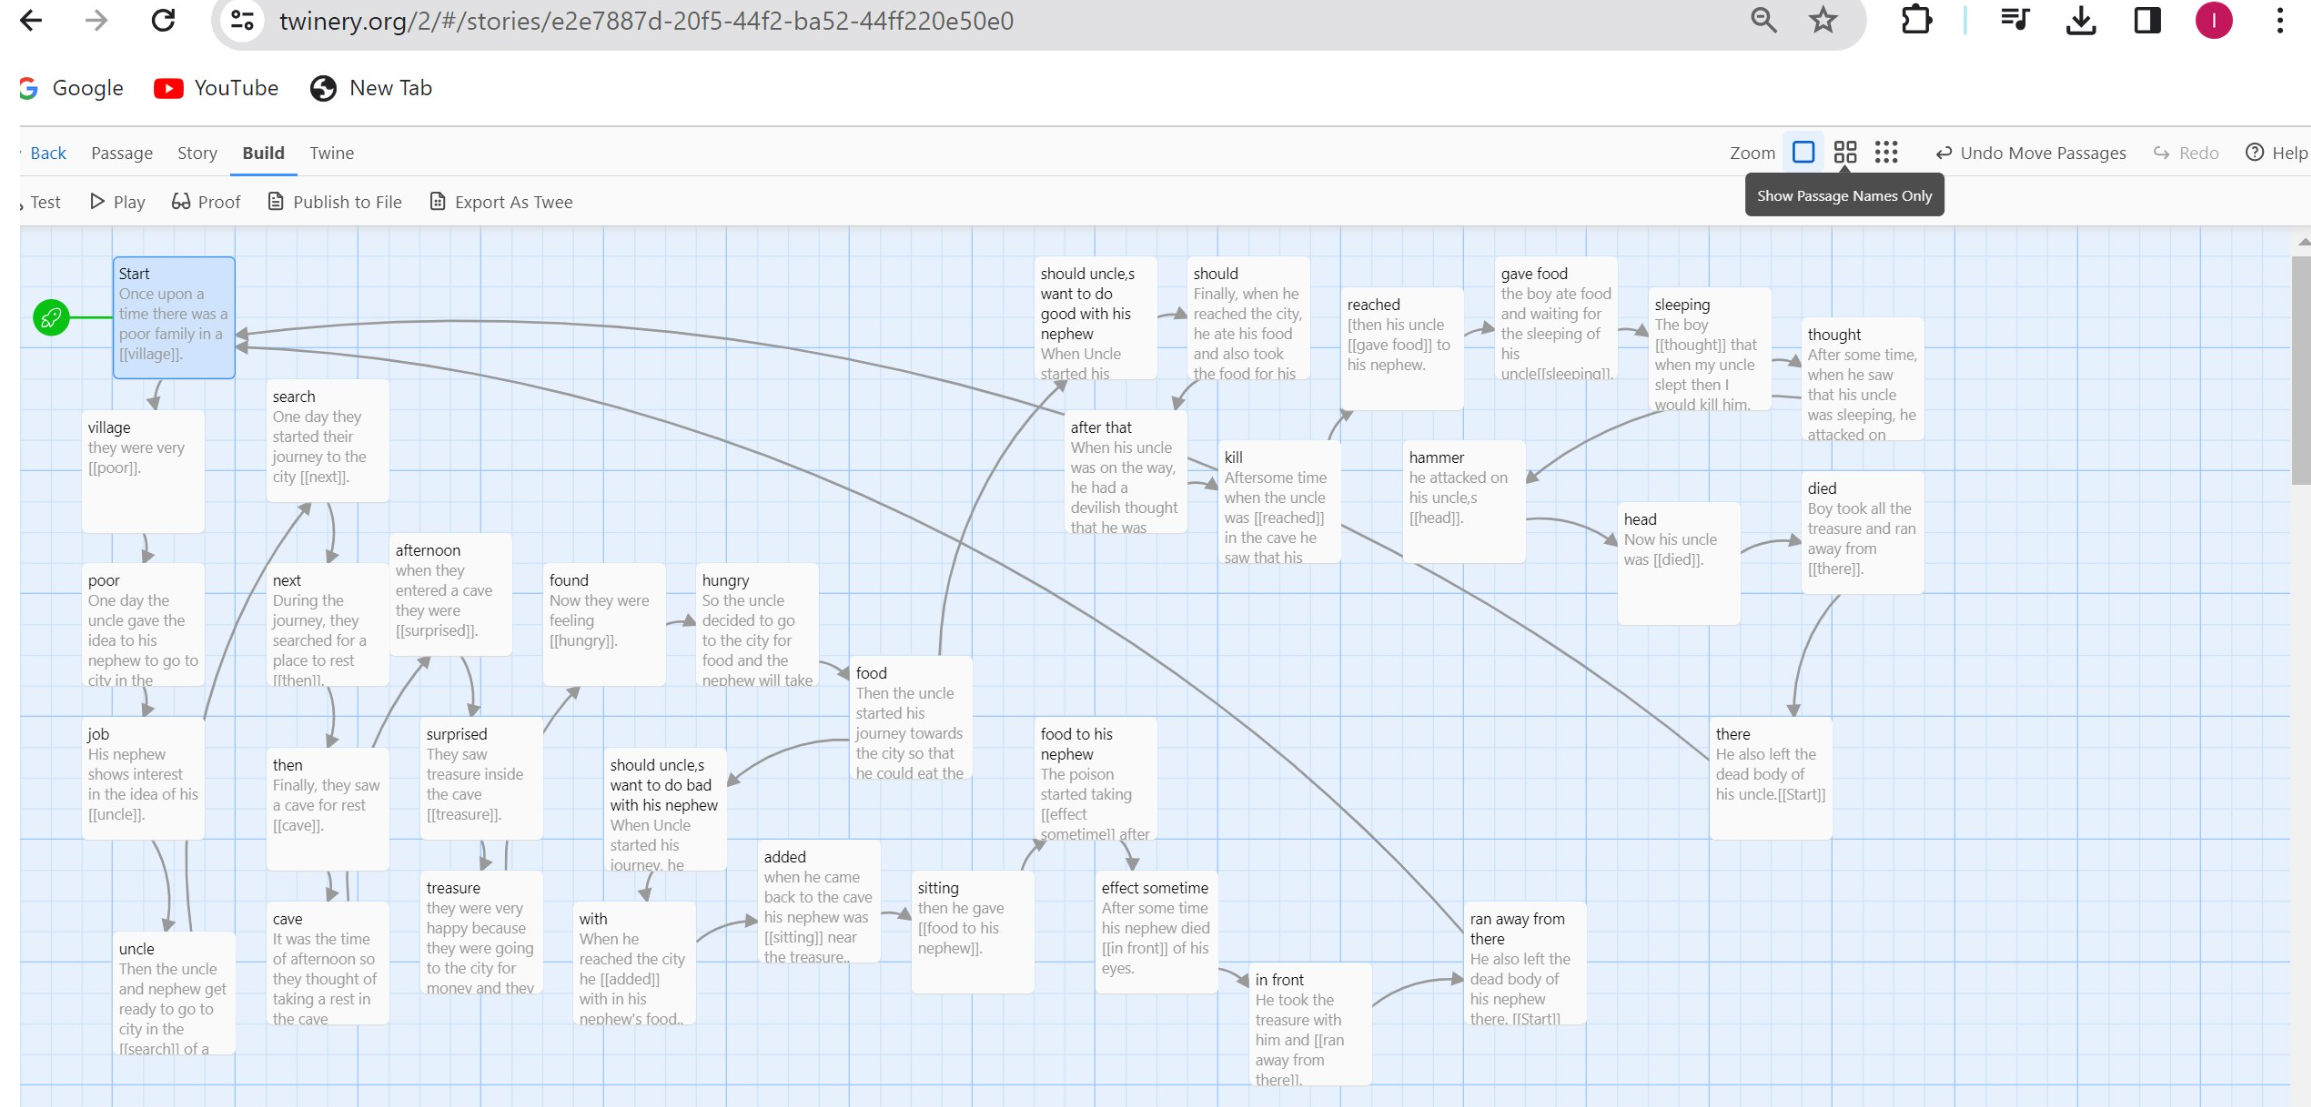 twinery.org/2/#/stories/e2e7887d-20f5-44f2-ba52-44ff220e50e0
I
Google
YouTube
New Tab
Back
Passage
Story
Build
Twine
Zoom
Undo Move Passages
Redo
Help
Test
Play
Proof
Publish to File
Export As Twee
Show Passage Names Only
Start
Once upon a
time there was a
poor family in a
[[village]].
village
they were very
[[poor]].
poor
One day the
uncle gave the
idea to his
nephew to go to
city in the
job
His nephew
shows interest
in the idea of his
[[uncle]].
uncle
Then the uncle
and nephew get
ready to go to
city in the
[[search]] of a
search
One day they
started their
journey to the
city [[next]].
next
During the
journey, they
searched for a
place to rest
[[then]].
then
Finally, they saw
a cave for rest
[[cave]].
cave
It was the time
of afternoon so
they thought of
taking a rest in
the cave
afternoon
when they
entered a cave
they were
[[surprised]].
surprised
They saw
treasure inside
the cave
[[treasure]].
treasure
they were very
happy because
they were going
to the city for
money and they
found
Now they were
feeling
[[hungry]].
hungry
So the uncle
decided to go
to the city for
food and the
nephew will take
food
Then the uncle
started his
journey towards
the city so that
he could eat the
should uncle,s
want to do bad
with his nephew
When Uncle
started his
journey, he
with
When he
reached the city
he [[added]]
with in his
nephew's food..
added
when he came
back to the cave
his nephew was
[[sitting]] near
the treasure..
sitting
then he gave
[[food to his
nephew]].
food to his
nephew
The poison
started taking
[[effect
sometime]] after
effect sometime
After some time
his nephew died
[[in front]] of his
eyes.
in front
He took the
treasure with
him and [[ran
away from
there]].
ran away from
there
He also left the
dead body of
his nephew
there. [[Start]]
should uncle,s
want to do
good with his
nephew
When Uncle
started his
should
Finally, when he
reached the city,
he ate his food
and also took
the food for his
after that
When his uncle
was on the way,
he had a
devilish thought
that he was
kill
Aftersome time
when the uncle
was [[reached]]
in the cave he
saw that his
reached
[then his uncle
[[gave food]] to
his nephew.
gave food
the boy ate food
and waiting for
the sleeping of
his
uncle[[sleeping]].
sleeping
The boy
[[thought]] that
when my uncle
slept then I
would kill him.
thought
After some time,
when he saw
that his uncle
was sleeping, he
attacked on
hammer
he attacked on
his uncle,s
[[head]].
head
Now his uncle
was [[died]].
died
Boy took all the
treasure and ran
away from
[[there]].
there
He also left the
dead body of
his uncle.[[Start]]